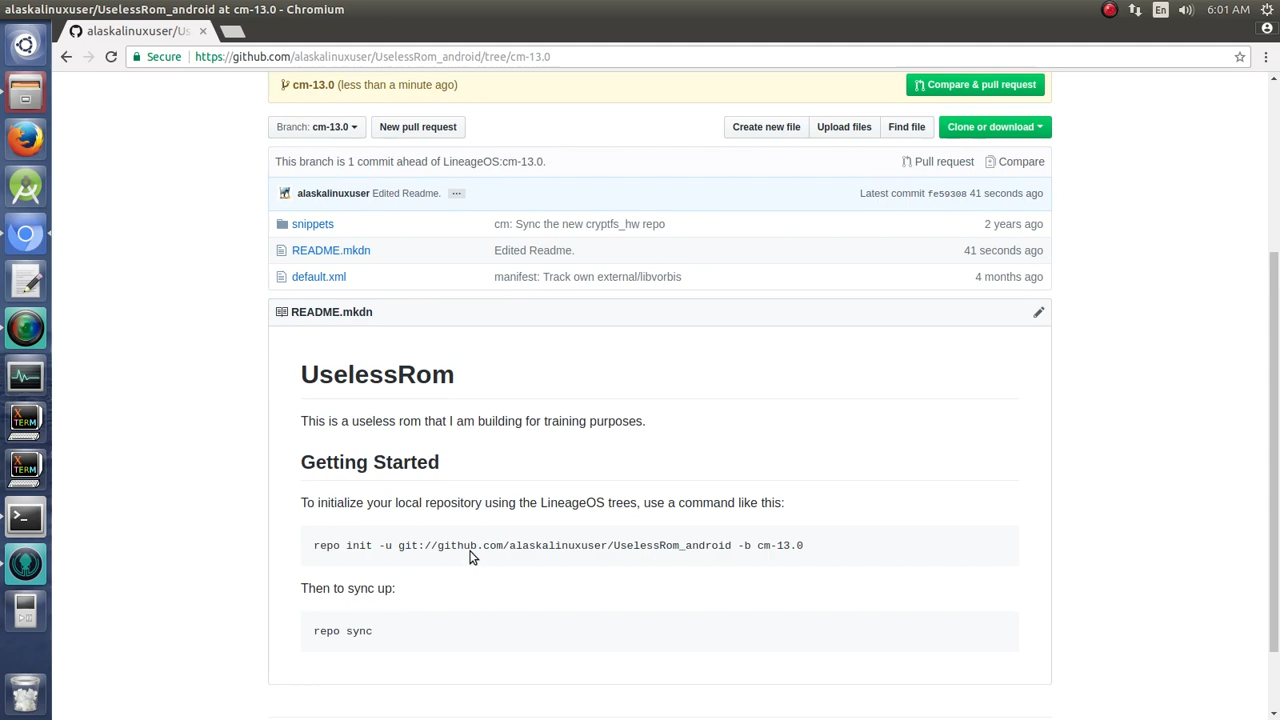 alaskalinuxuser/UselessRom_android at cm-13.0 - Chromium
En
6:01 AM
alaskalinuxuser/Us
Secure
https://github.com/alaskalinuxuser/UselessRom_android/tree/cm-13.0
cm-13.0 (less than a minute ago)
Compare & pull request
Branch: cm-13.0
New pull request
Create new file
Upload files
Find file
Clone or download
This branch is 1 commit ahead of LineageOS:cm-13.0.
Pull request
Compare
alaskalinuxuser Edited Readme. ...
Latest commit fe59308 41 seconds ago
snippets
cm: Sync the new cryptfs_hw repo
2 years ago
README.mkdn
Edited Readme.
41 seconds ago
default.xml
manifest: Track own external/libvorbis
4 months ago
README.mkdn
UselessRom
This is a useless rom that I am building for training purposes.
Getting Started
To initialize your local repository using the LineageOS trees, use a command like this:
repo init -u git://github.com/alaskalinuxuser/UselessRom_android -b cm-13.0
Then to sync up:
repo sync
X
TERM
X
TERM
>_